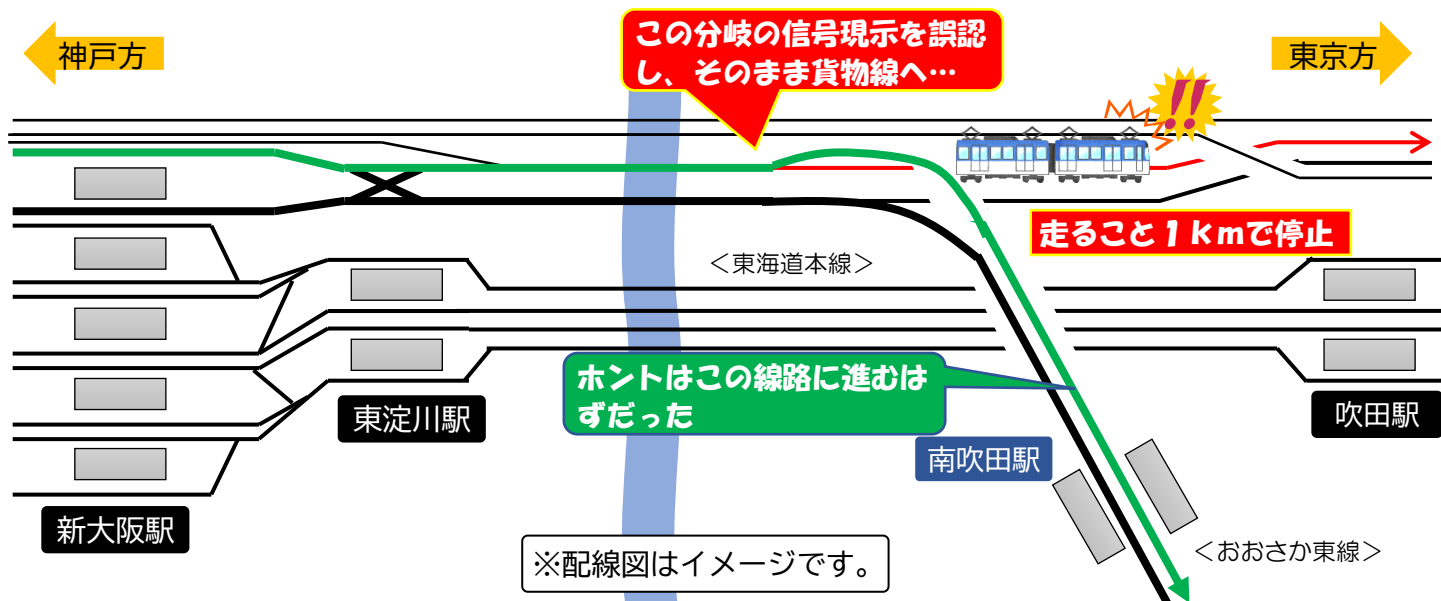 神戸方
この分岐の信号現示を誤認
し、そのまま貨物線へ…
東京方
!!
走ること１ｋｍで停止
＜東海道本線＞
ホントはこの線路に進むは
ずだった
東淀川駅
吹田駅
南吹田駅
新大阪駅
※配線図はイメージです。
＜おおさか東線＞